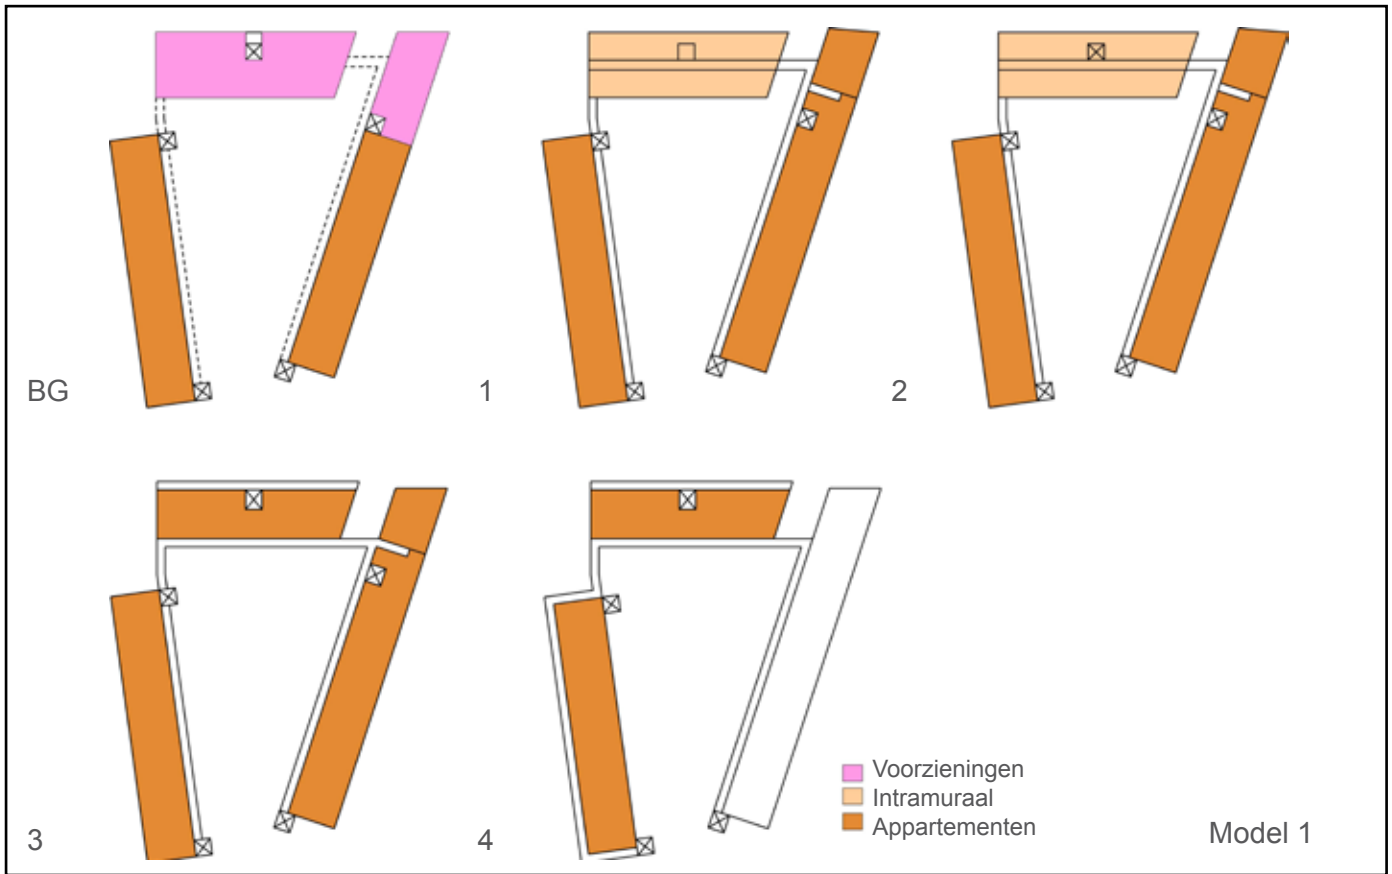 BG
1
2
3
4
Voorzieningen
Intramuraal
Appartementen
Model 1